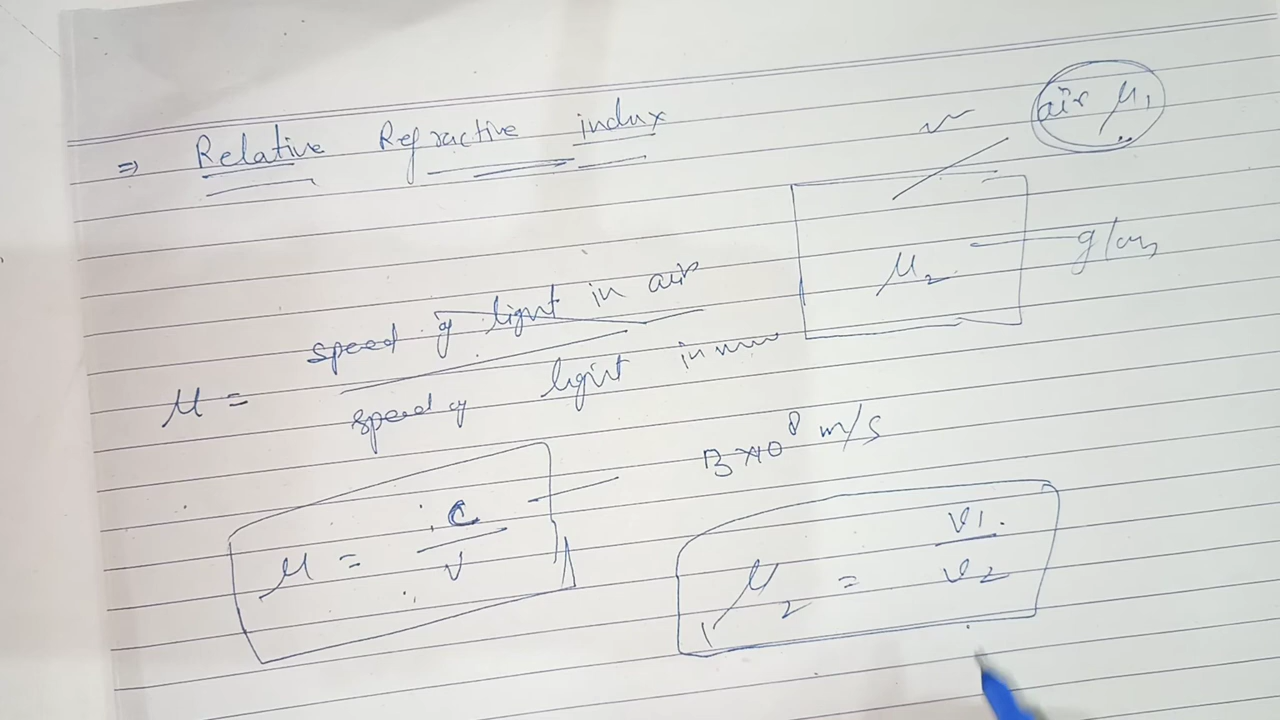 ⇒ Relative Refractive indux
air μ₁
μ₂
glass
speed of light in air
μ = 
speed of light in
3×10⁸ m/s
μ = c/v
₁μ₂ = v1/v2